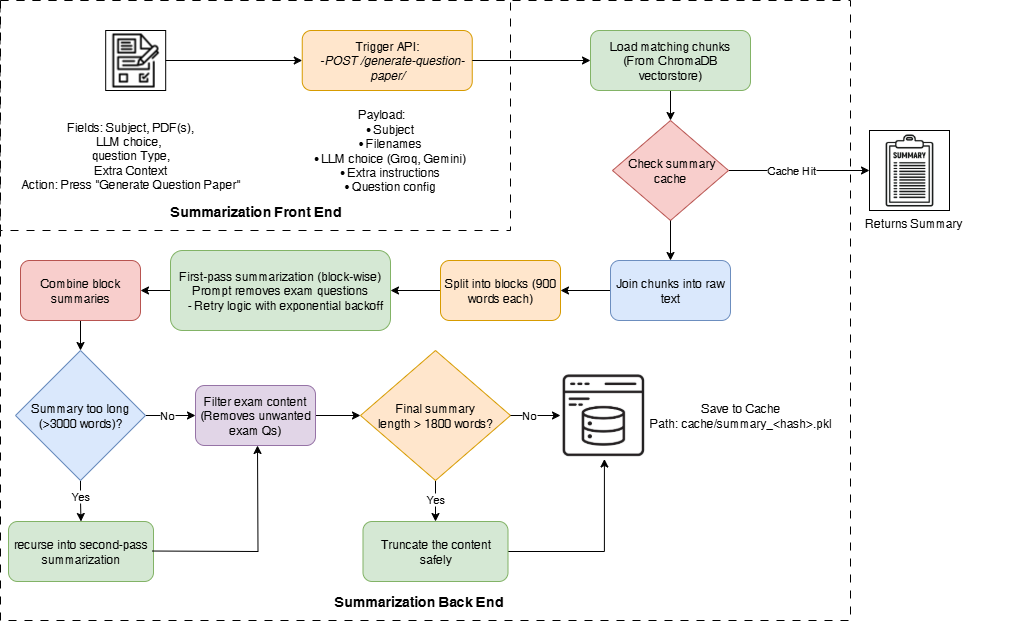 Trigger API:
-POST /generate-question-
paper/
Load matching chunks
(From ChromaDB
vectorstore)
Fields: Subject, PDF(s),
LLM choice,
question Type,
Extra Context
Action: Press "Generate Question Paper"
Payload:
• Subject
• Filenames
• LLM choice (Groq, Gemini)
• Extra instructions
• Question config
Summarization Front End
Check summary
cache
Cache Hit
SUMMARY
Returns Summary
Combine block
summaries
First-pass summarization (block-wise)
Prompt removes exam questions
- Retry logic with exponential backoff
Split into blocks (900
words each)
Join chunks into raw
text
Summary too long
(>3000 words)?
No
Filter exam content
(Removes unwanted
exam Qs)
Final summary
length > 1800 words?
No
Save to Cache
Path: cache/summary_<hash>.pkl
Yes
Yes
recurse into second-pass
summarization
Truncate the content
safely
Summarization Back End